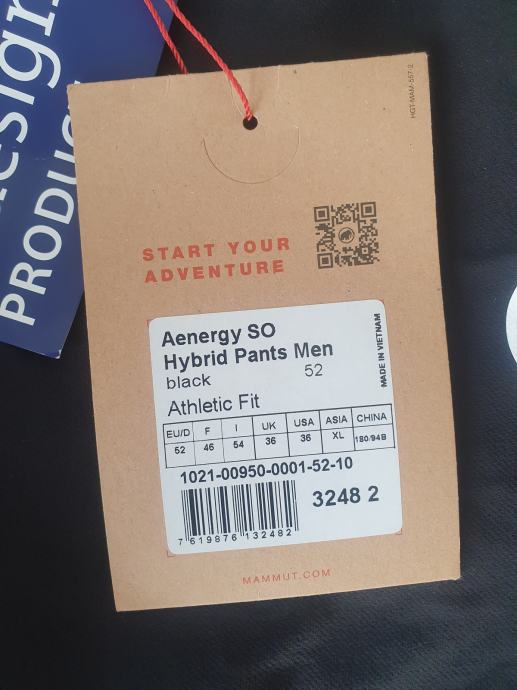 esign
PRODUC
HGT-MAM-557-2
START YOUR
ADVENTURE
Aenergy SO
Hybrid Pants Men
black 52
MADE IN VIETNAM
Athletic Fit
EU/D F I UK USA ASIA CHINA
52 46 54 36 36 XL 180/94B
1021-00950-0001-52-10
3248 2
7 619876 132482
MAMMUT.COM